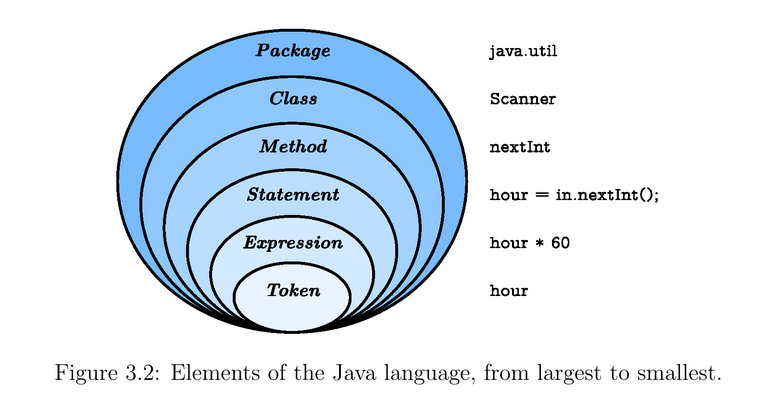 Package java.util
Class Scanner
Method nextInt
Statement hour = in.nextInt();
Expression hour * 60
Token hour
Figure 3.2: Elements of the Java language, from largest to smallest.